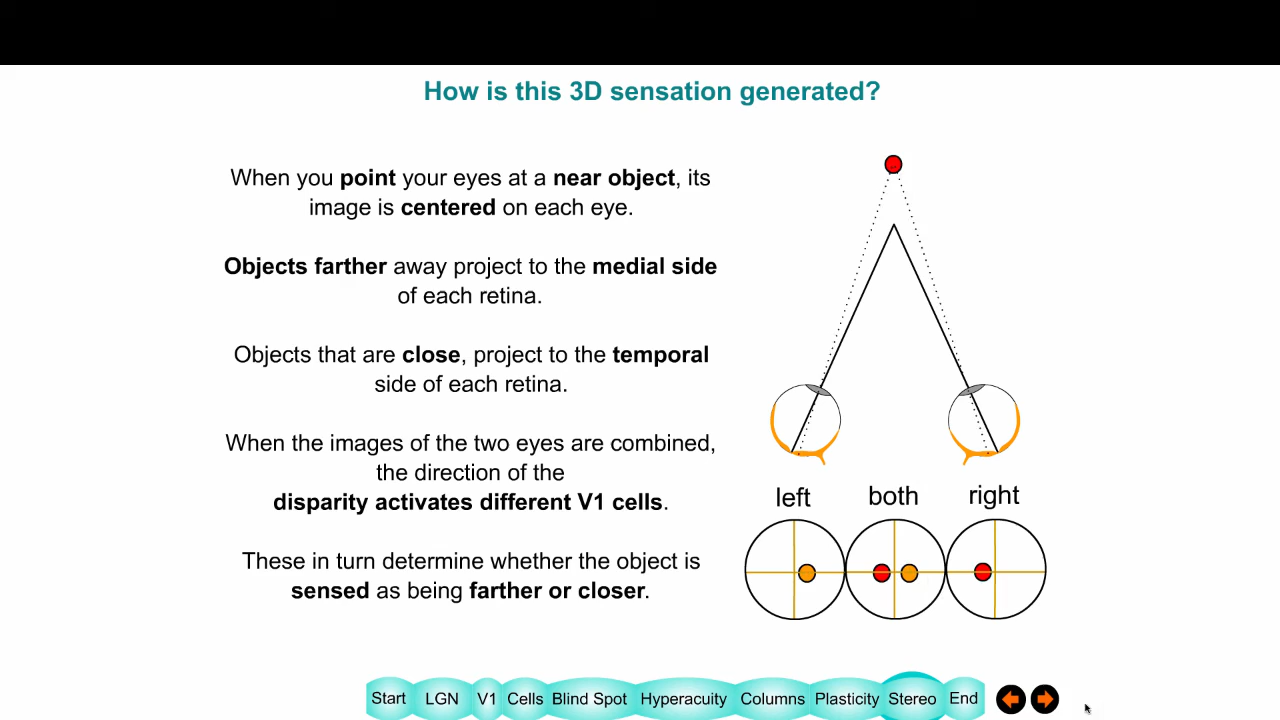 How is this 3D sensation generated?
When you point your eyes at a near object, its
image is centered on each eye.
Objects farther away project to the medial side
of each retina.
Objects that are close, project to the temporal
side of each retina.
When the images of the two eyes are combined,
the direction of the
disparity activates different V1 cells.
These in turn determine whether the object is
sensed as being farther or closer.
left both right
Start LGN V1 Cells Blind Spot Hyperacuity Columns Plasticity Stereo End